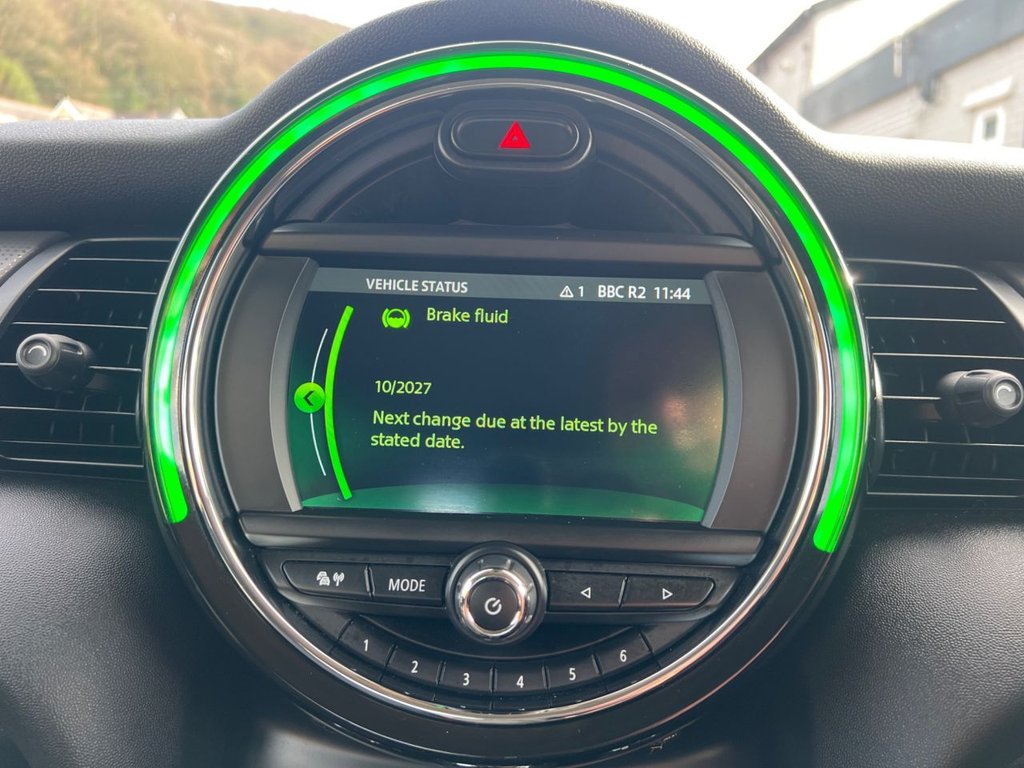 VEHICLE STATUS 1 BBC R2 11:44
Brake fluid
10/2027
Next change due at the latest by the
stated date.
MODE
1 2 3 4 5 6